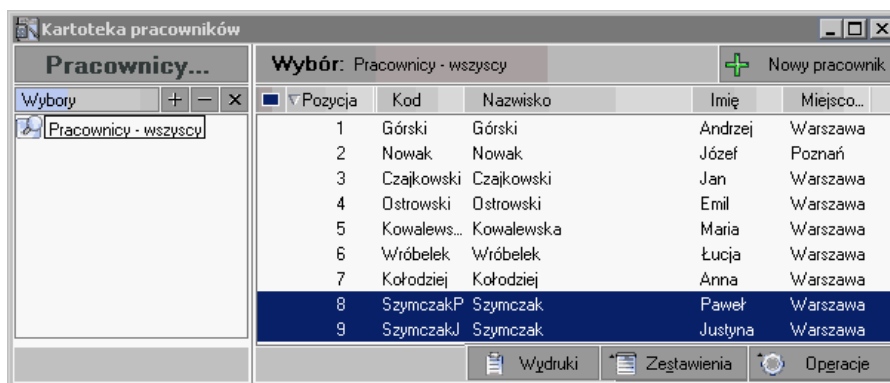 Kartoteka pracowników
Pracownicy... Wybór: Pracownicy - wszyscy Nowy pracownik
Wybory Pozycja Kod Nazwisko Imię Miejsco...
Pracownicy - wszyscy
1 Górski Górski Andrzej Warszawa
2 Nowak Nowak Józef Poznań
3 Czajkowski Czajkowski Jan Warszawa
4 Ostrowski Ostrowski Emil Warszawa
5 Kowalews... Kowalewska Maria Warszawa
6 Wróbelek Wróbelek Łucja Warszawa
7 Kołodziej Kołodziej Anna Warszawa
8 SzymczakP Szymczak Paweł Warszawa
9 SzymczakJ Szymczak Justyna Warszawa
Wydruki Zestawienia Operacje